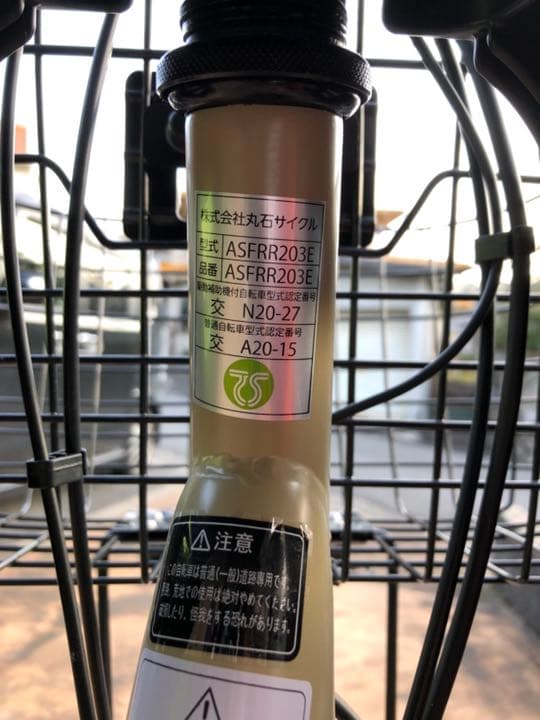 株式会社丸石サイクル
型式 ASFRR203E
品番 ASFRR203E
駆動補助機付自転車型式認定番号
交 N20-27
普通自転車型式認定番号
交 A20-15
TS
⚠注意
この自転車は普通(一般)道路専用です。
荒地での使用は絶対やめてください。
破損したり、怪我をする恐れがあります。